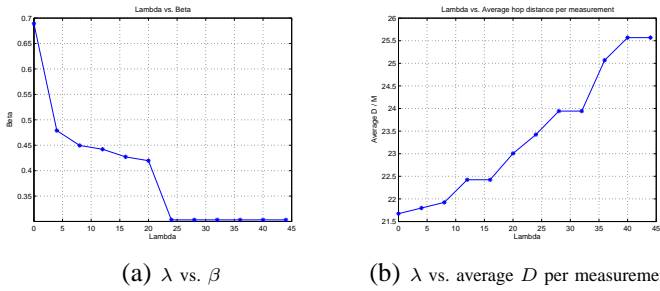 Lambda vs. Beta
0.7
0.65
0.6
0.55
0.5
0.45
0.4
0.35
Beta
0 5 10 15 20 25 30 35 40 45
Lambda
(a) λ vs. β
Lambda vs. Average hop distance per measurement
26
25.5
25
24.5
24
23.5
23
22.5
22
21.5
Average D / M
0 5 10 15 20 25 30 35 40 45
Lambda
(b) λ vs. average D per measureme